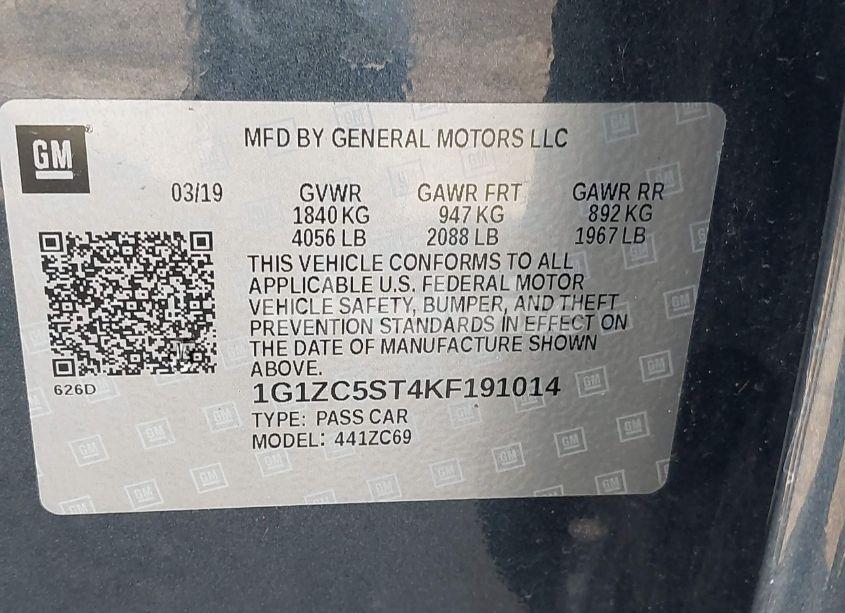 GM
MFD BY GENERAL MOTORS LLC
03/19 GVWR GAWR FRT GAWR RR
1840 KG 947 KG 892 KG
4056 LB 2088 LB 1967 LB
THIS VEHICLE CONFORMS TO ALL
APPLICABLE U.S. FEDERAL MOTOR
VEHICLE SAFETY, BUMPER, AND THEFT
PREVENTION STANDARDS IN EFFECT ON
THE DATE OF MANUFACTURE SHOWN
ABOVE.
626D
1G1ZC5ST4KF191014
TYPE: PASS CAR
MODEL: 441ZC69